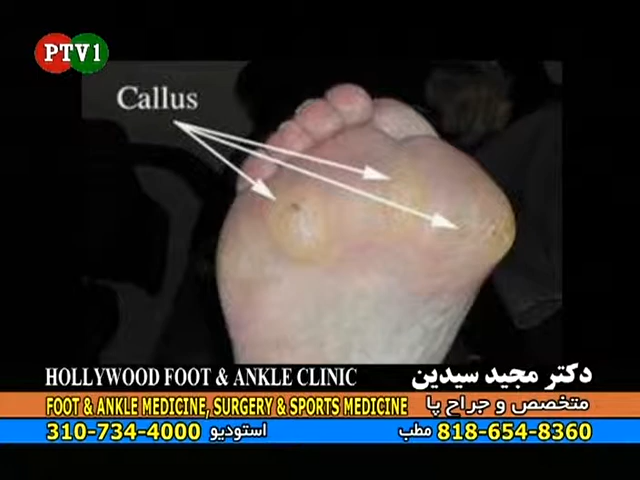 PTV1
Callus
HOLLYWOOD FOOT & ANKLE CLINIC
دکتر مجید سیدین
FOOT & ANKLE MEDICINE, SURGERY & SPORTS MEDICINE
متخصص و جراح پا
310-734-4000 استودیو
818-654-8360 مطب